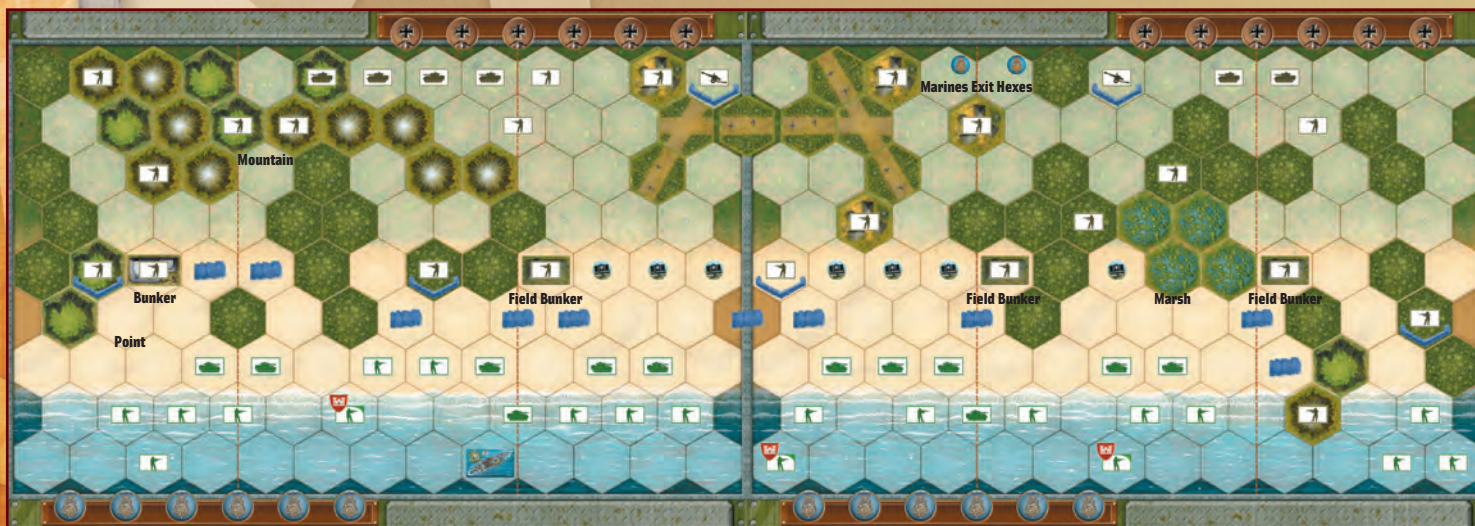 Marines Exit Hexes
Mountain
Bunker
Field Bunker
Field Bunker
Marsh
Field Bunker
Point